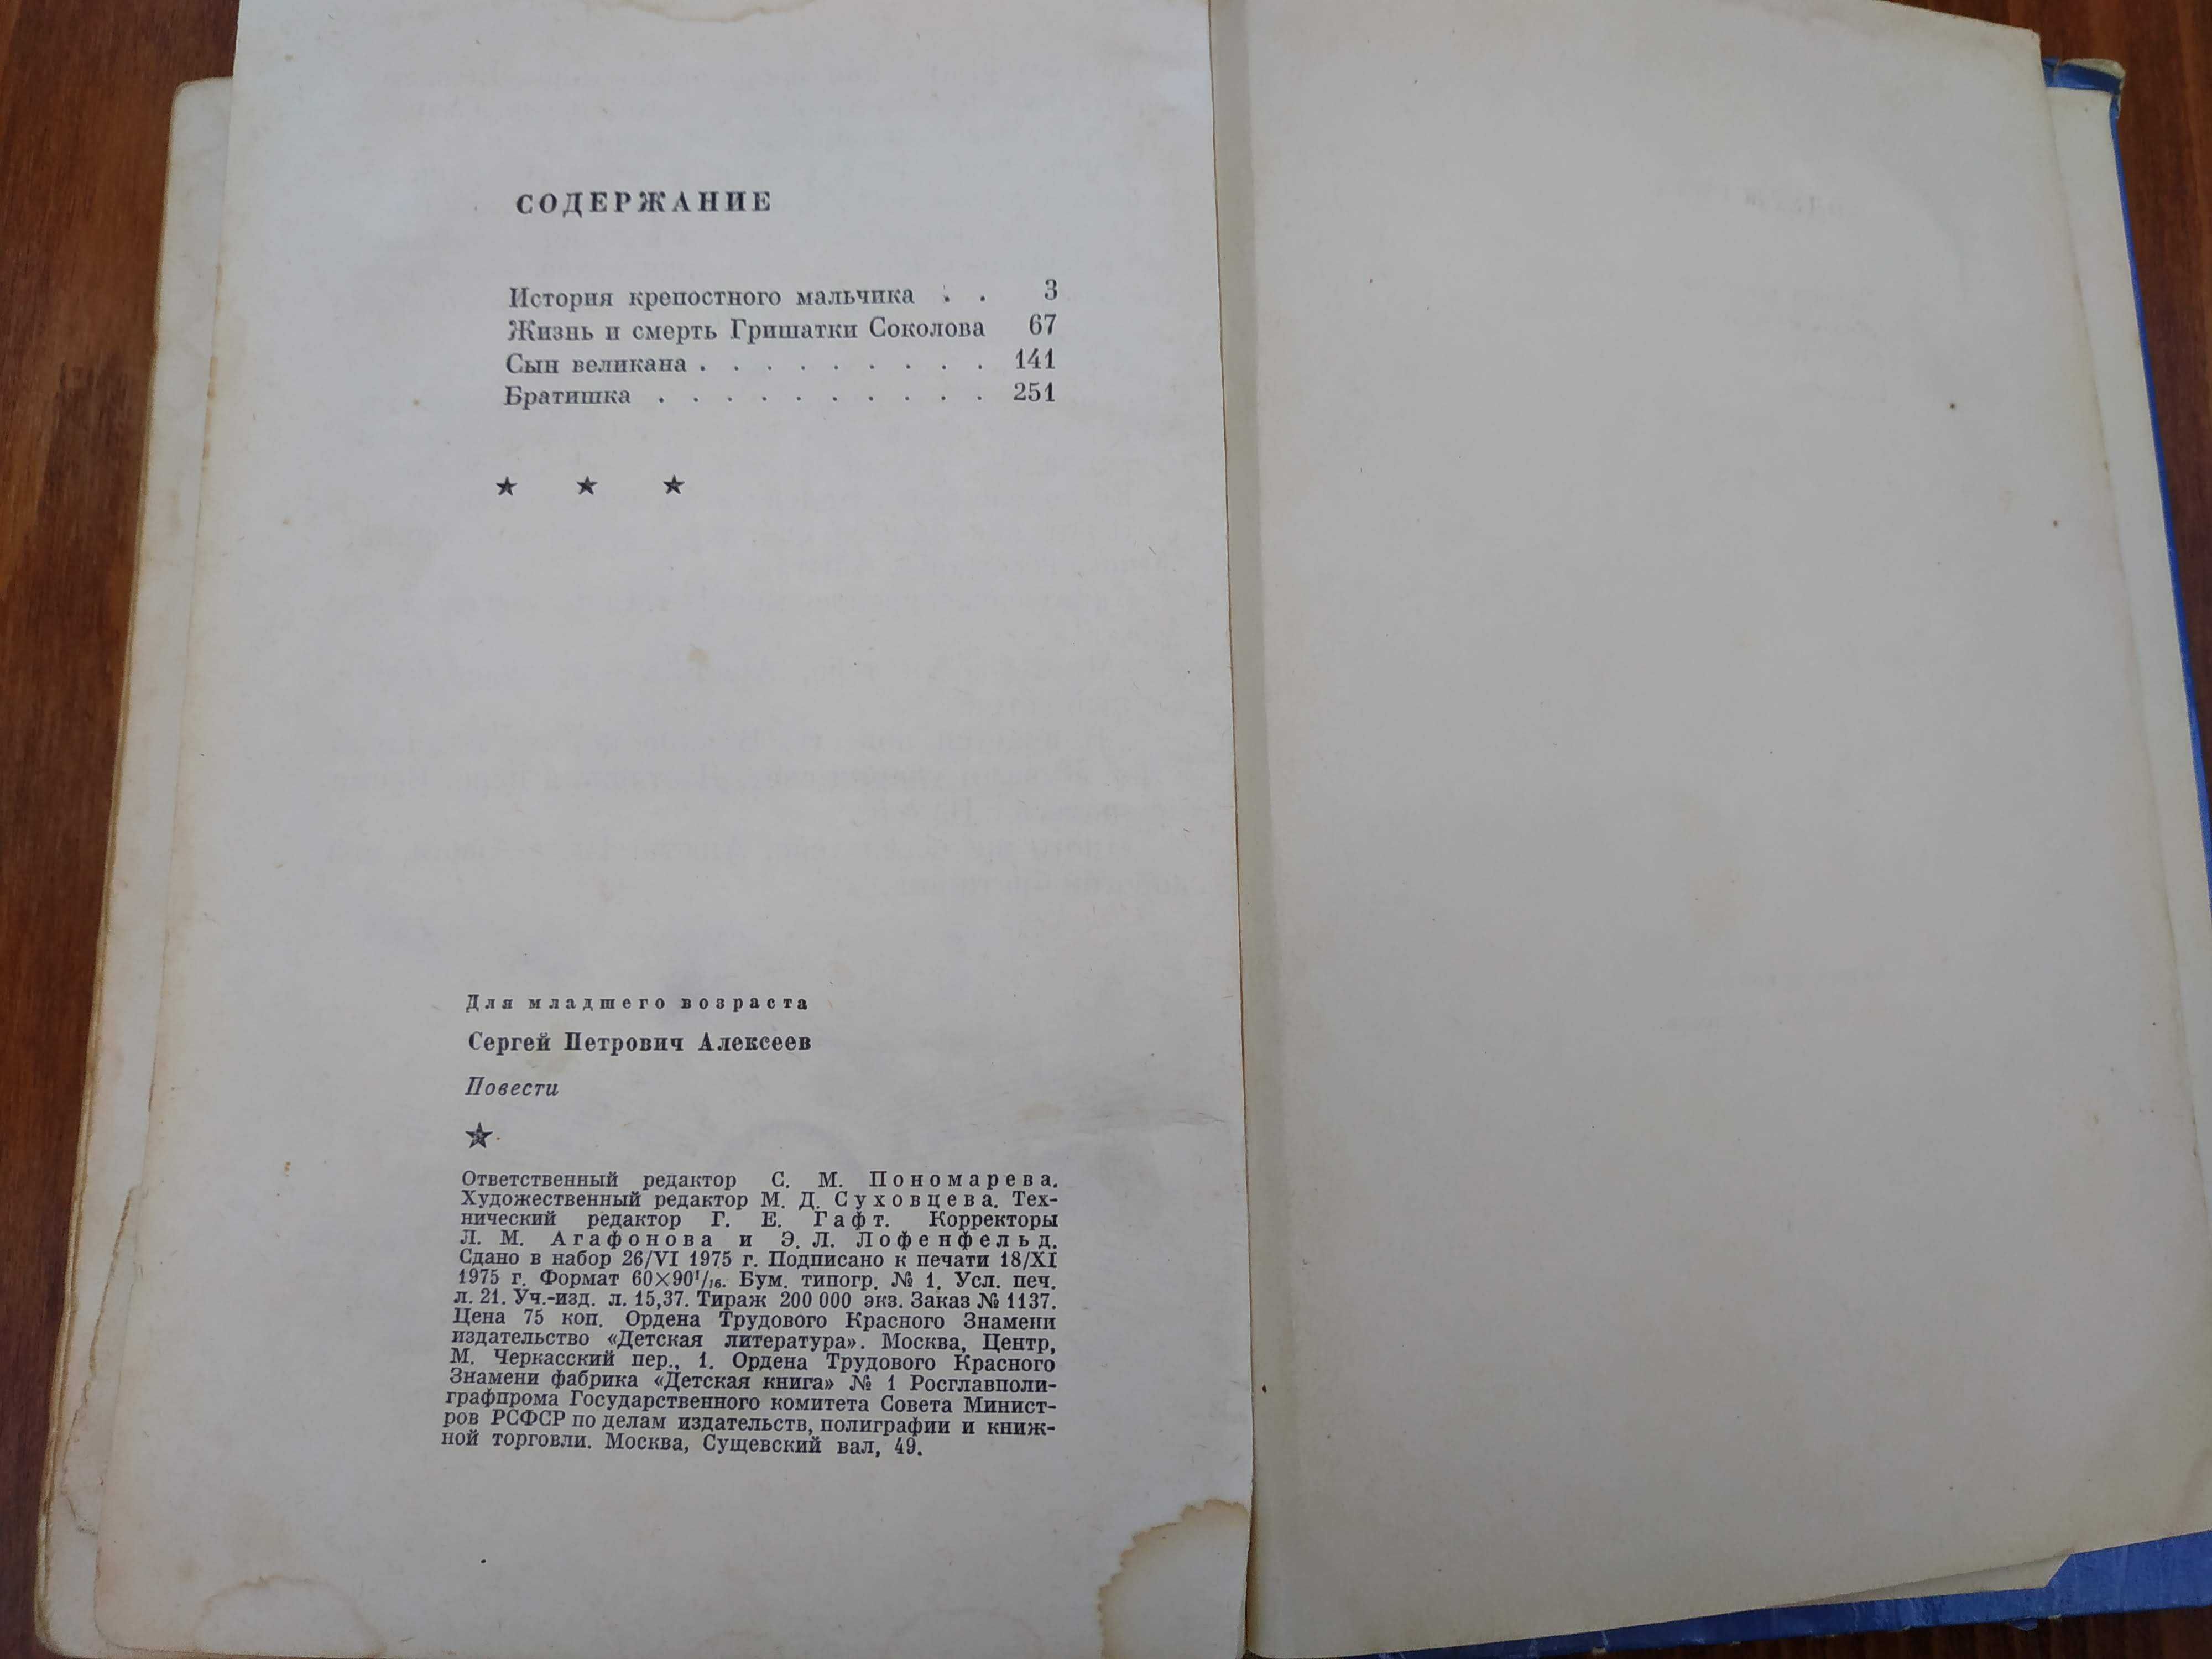 СОДЕРЖАНИЕ
История крепостного мальчика . . 3
Жизнь и смерть Гришатки Соколова 67
Сын великана . . . . . . . . . 141
Братишка . . . . . . . . . . 251
★ ★ ★
Для младшего возраста
Сергей Петрович Алексеев
Повести
★
Ответственный редактор С. М. Пономарева.
Художественный редактор М. Д. Суховцева. Тех-
нический редактор Г. Е. Гафт. Корректоры
Л. М. Агафонова и Э. Л. Лофенфельд.
Сдано в набор 26/VI 1975 г. Подписано к печати 18/XI
1975 г. Формат 60×90¹/₁₆. Бум. типогр. № 1. Усл. печ.
л. 21. Уч.-изд. л. 15,37. Тираж 200 000 экз. Заказ № 1137.
Цена 75 коп. Ордена Трудового Красного Знамени
издательство «Детская литература». Москва, Центр,
М. Черкасский пер., 1. Ордена Трудового Красного
Знамени фабрика «Детская книга» № 1 Росглавполи-
графпрома Государственного комитета Совета Минист-
ров РСФСР по делам издательств, полиграфии и книж-
ной торговли. Москва, Сущевский вал, 49.